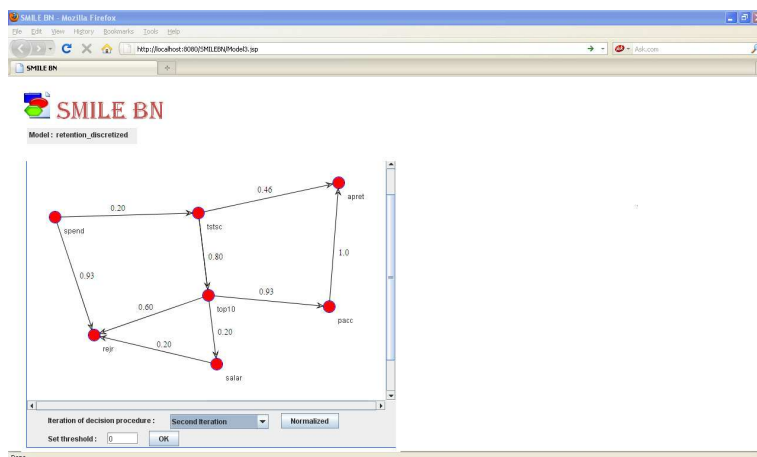 SMILE BN - Mozilla Firefox
File Edit View History Bookmarks Tools Help
http://localhost:8080/SMILEBN/Model3.jsp
Ask.com
SMILE BN
SMILE BN
Model : retention_discretized
0.46
apret
0.20
tstsc
spend
0.80
1.0
0.93
0.93
top10
0.60
pacc
0.20
rejr
0.20
salar
Iteration of decision procedure :
Second Iteration
Normalized
Set threshold :
0
OK
Done